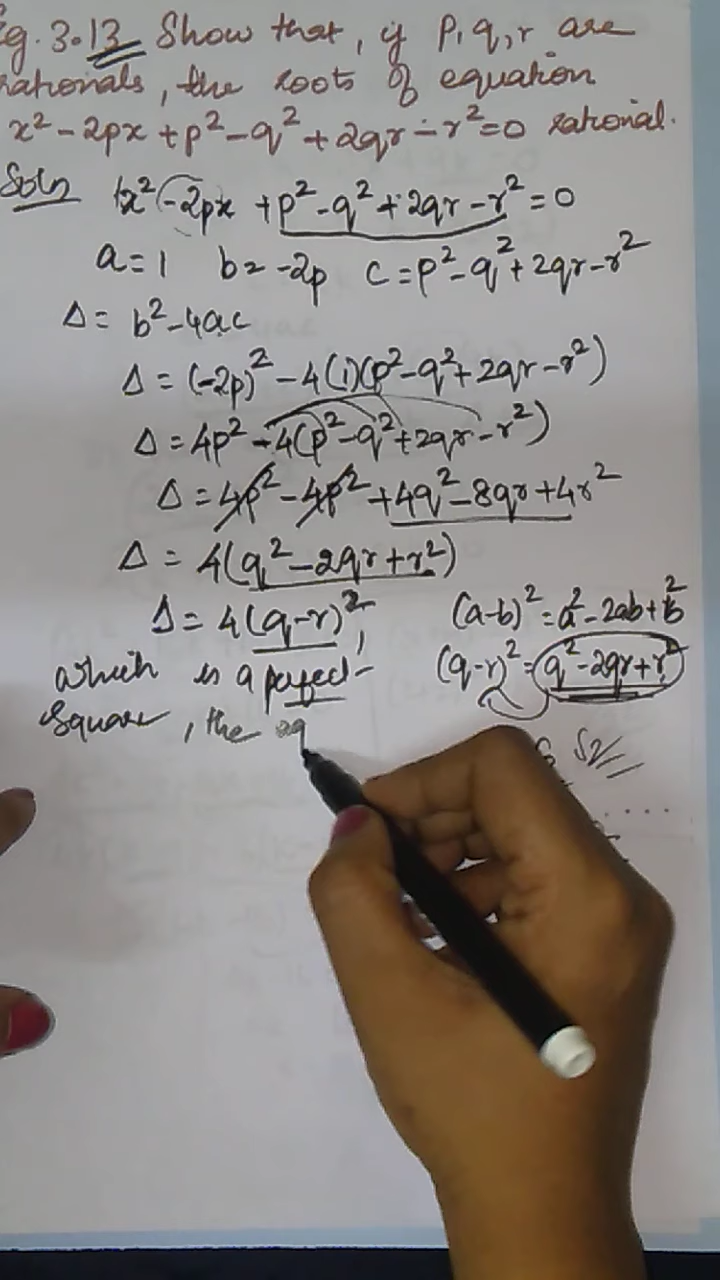 Eg. 3.13 Show that, if P, q, r are
rationals, the roots of equation
x² - 2px + p² - q² + 2qr - r² = 0 rational.
Soln
1x² - 2px + p² - q² + 2qr - r² = 0
a = 1 b = -2p c = p² - q² + 2qr - r²
Δ = b² - 4ac
Δ = (-2p)² - 4(1)(p² - q² + 2qr - r²)
Δ = 4p² - 4(p² - q² + 2qr - r²)
Δ = 4p² - 4p² + 4q² - 8qr + 4r²
Δ = 4(q² - 2qr + r²)
Δ = 4(q-r)²,
(a-b)² = a² - 2ab + b²
(q-r)² = q² - 2qr + r²
which is a perfect
square, the